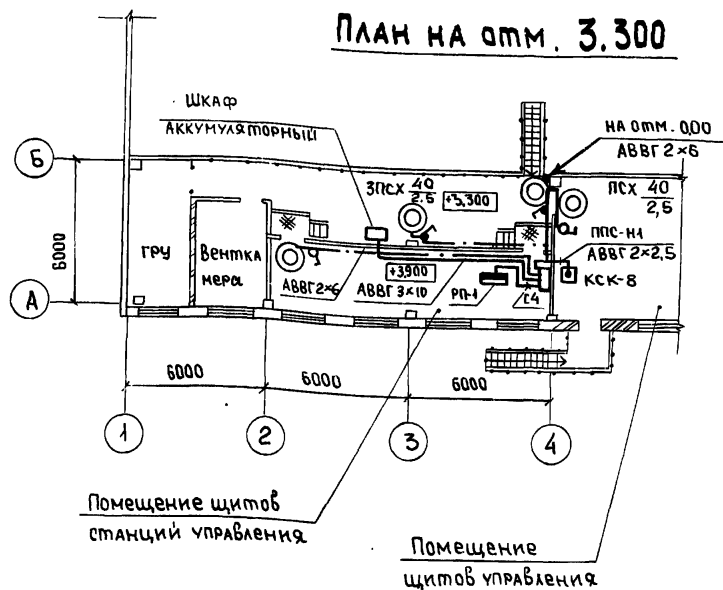 План на отм. 3.300
Шкаф
аккумуляторный
на отм. 0,00
АВВГ 2×6
Б
3ПСХ 40/2.5
+3,300
ПСХ 40/2,5
ППС-Н1
АВВГ 2×2,5
6000
ГРУ
Вентка
мера
+3,900
КСК-8
А
АВВГ 2×6
АВВГ 3×10
РП-1
С4
6000
6000
6000
1
2
3
4
Помещение щитов
станций управления
Помещение
щитов управления